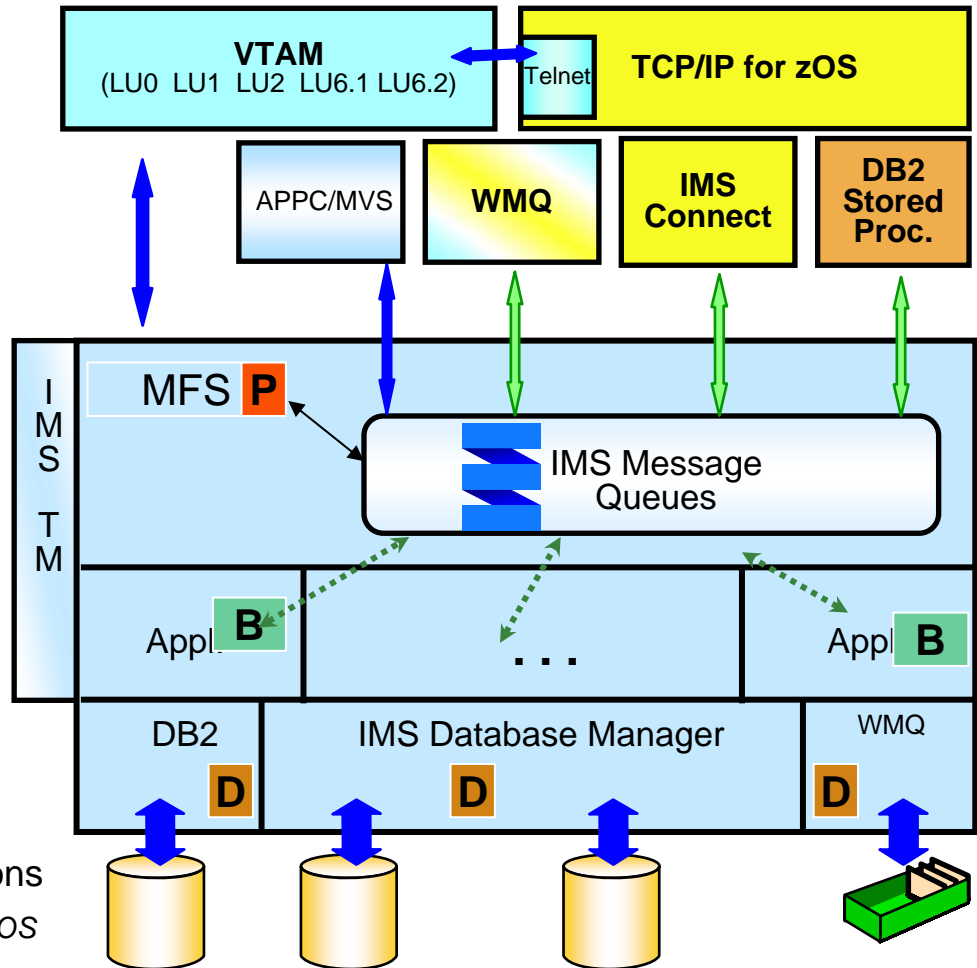 VTAM
(LU0 LU1 LU2 LU6.1 LU6.2)
Telnet
TCP/IP for zOS
APPC/MVS
WMQ
IMS
Connect
DB2
Stored
Proc.
I
M
S
T
M
MFS P
IMS Message
Queues
B
. . .
B
DB2
IMS Database Manager
WMQ
D
D
D